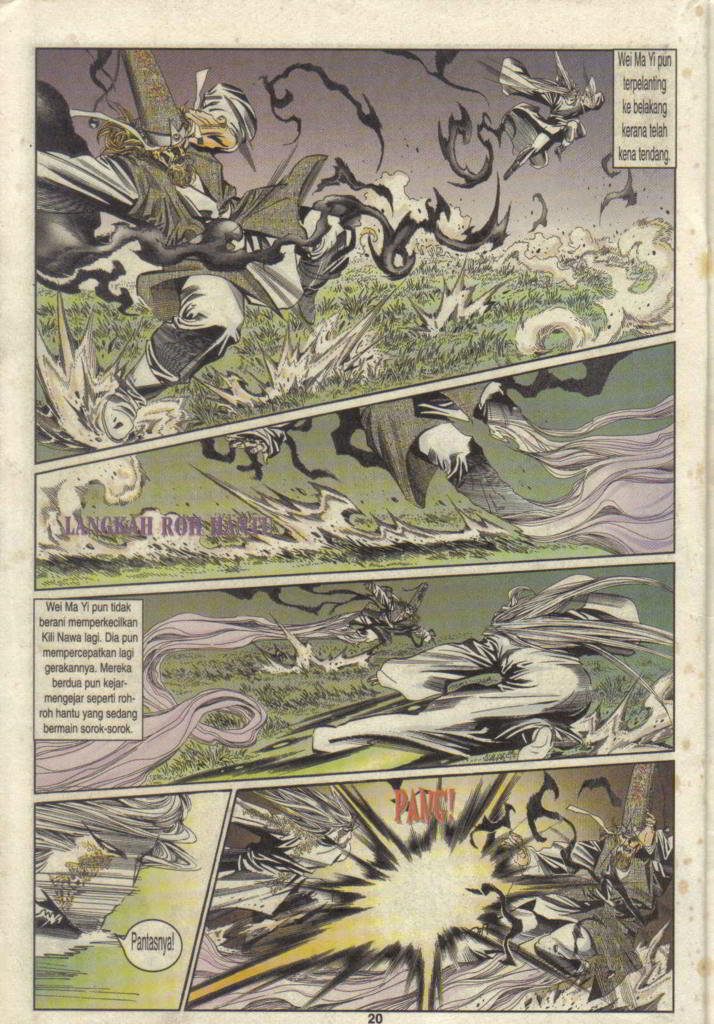 Wei Ma Yi pun
terpelanting
ke belakang
kerana telah
kena tendang.
LANGKAH ROH HANTU
Wei Ma Yi pun tidak
berani memperkecilkan
Kili Nawa lagi. Dia pun
mempercepatkan lagi
gerakannya. Mereka
berdua pun kejar-
mengejar seperti roh-
roh hantu yang sedang
bermain sorok-sorok.
Pantasnya!
PANG!
20